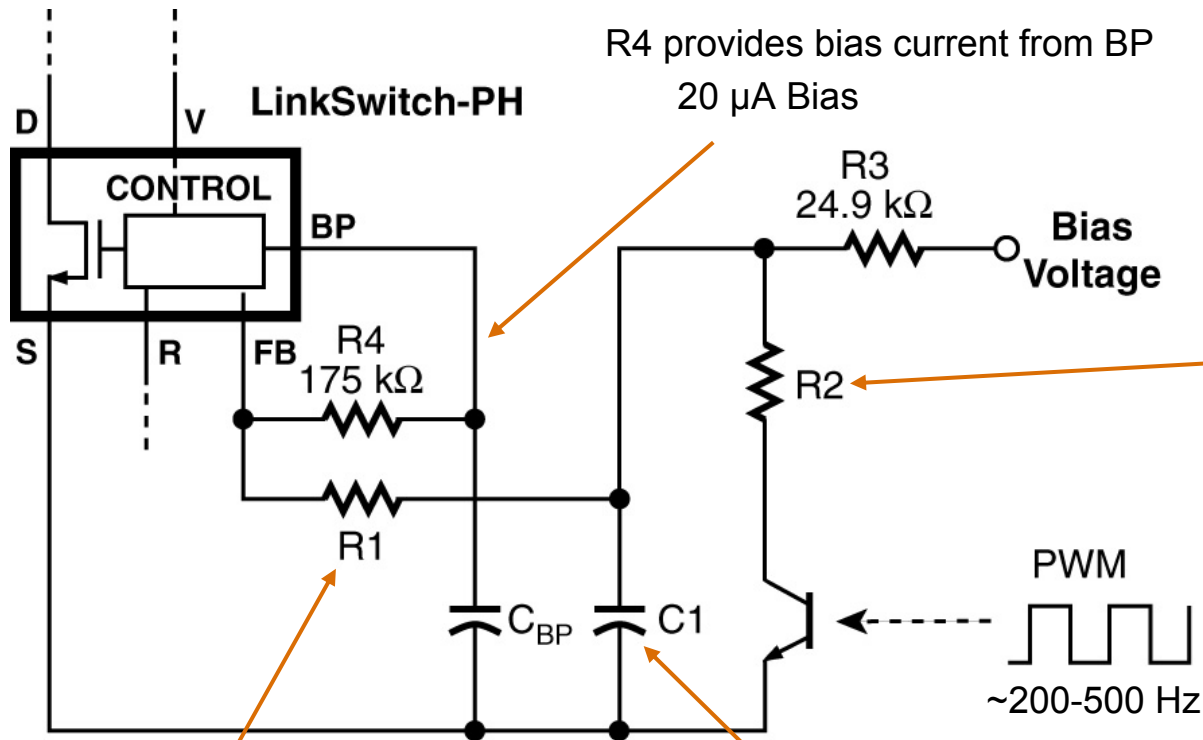 R4 provides bias current from BP
20 µA Bias
LinkSwitch-PH
D
V
CONTROL
BP
R3
24.9 kΩ
Bias
Voltage
S
R
FB
R4
175 kΩ
R2
R1
PWM
CBP
C1
~200-500 Hz